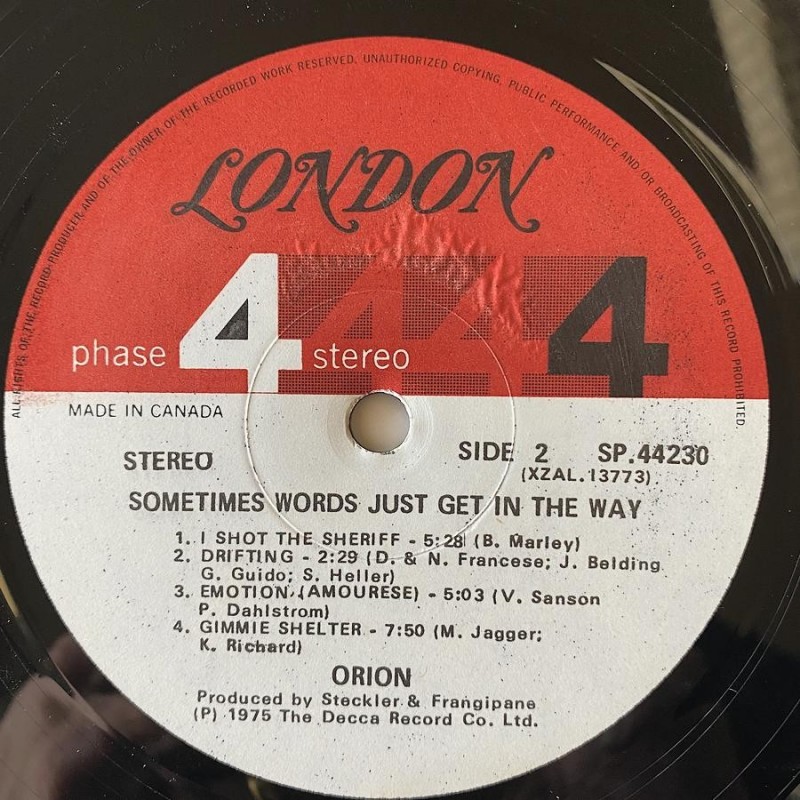 ALL RIGHTS OF THE RECORD PRODUCER AND OF THE OWNER OF THE RECORDED WORK RESERVED. UNAUTHORIZED COPYING, PUBLIC PERFORMANCE AND OR BROADCASTING OF THIS RECORD PROHIBITED.
LONDON
phase 4 stereo 4 4 4
MADE IN CANADA
STEREO
SIDE 2 SP.44230
(XZAL.13773)
SOMETIMES WORDS JUST GET IN THE WAY
1. I SHOT THE SHERIFF - 5:28 (B. Marley)
2. DRIFTING - 2:29 (D. & N. Francese; J. Belding
G. Guido; S. Heller)
3. EMOTION (AMOURESE) - 5:03 (V. Sanson
P. Dahlstrom)
4. GIMMIE SHELTER - 7:50 (M. Jagger;
K. Richard)
ORION
Produced by Steckler & Frangipane
(P) 1975 The Decca Record Co. Ltd.